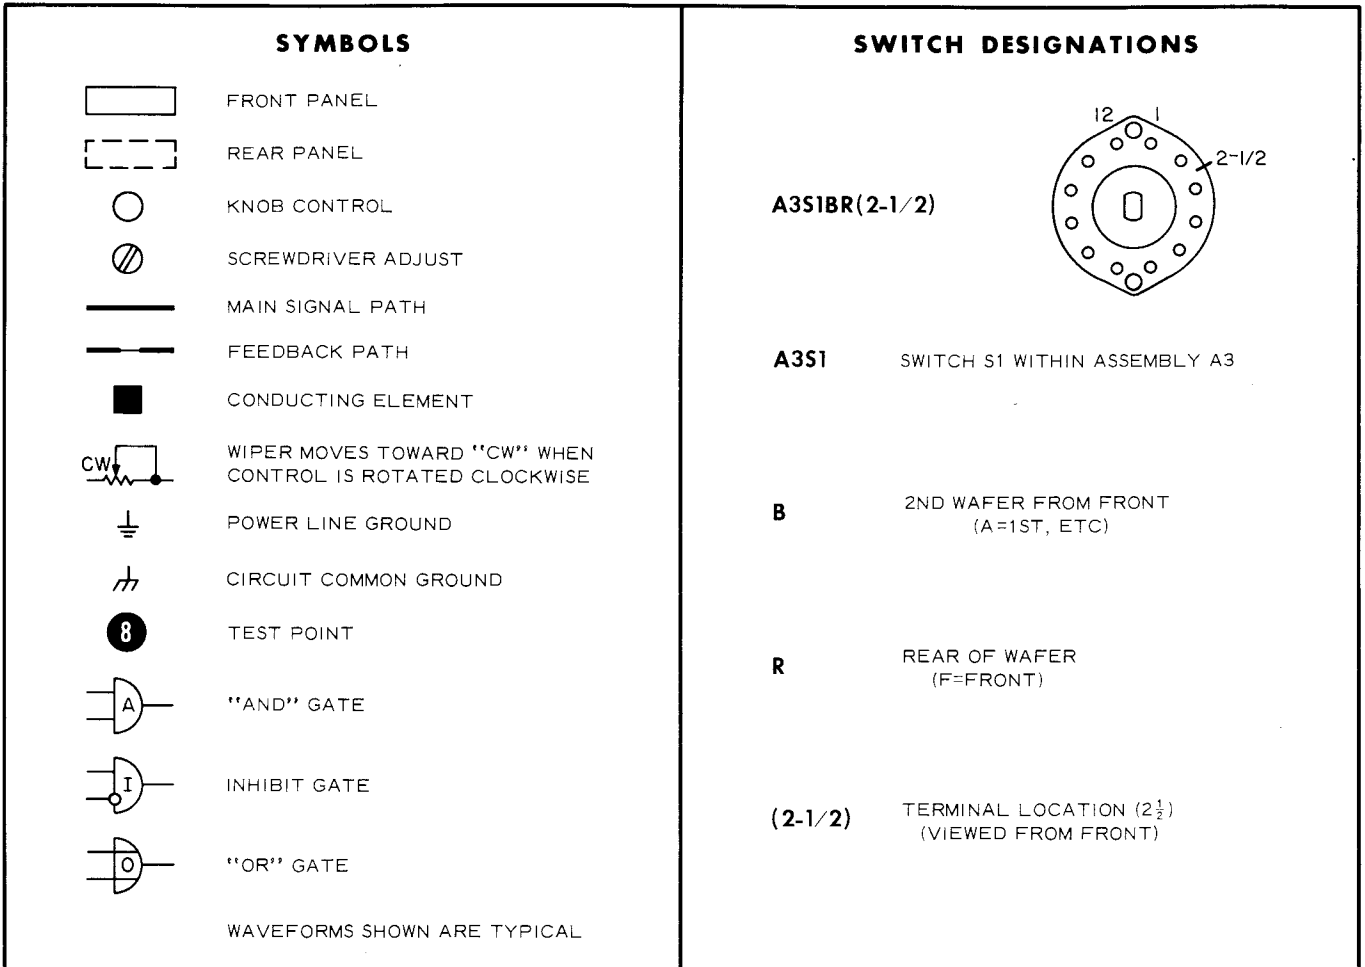 SYMBOLS
FRONT PANEL
REAR PANEL
KNOB CONTROL
SCREWDRIVER ADJUST
MAIN SIGNAL PATH
FEEDBACK PATH
CONDUCTING ELEMENT
CW
WIPER MOVES TOWARD "CW" WHEN
CONTROL IS ROTATED CLOCKWISE
POWER LINE GROUND
CIRCUIT COMMON GROUND
8
TEST POINT
A
"AND" GATE
I
INHIBIT GATE
O
"OR" GATE
WAVEFORMS SHOWN ARE TYPICAL
SWITCH DESIGNATIONS
12 1
2-1/2
A3S1BR(2-1/2)
A3S1 SWITCH S1 WITHIN ASSEMBLY A3
B 2ND WAFER FROM FRONT
(A=1ST, ETC)
R REAR OF WAFER
(F=FRONT)
(2-1/2) TERMINAL LOCATION (2½)
(VIEWED FROM FRONT)